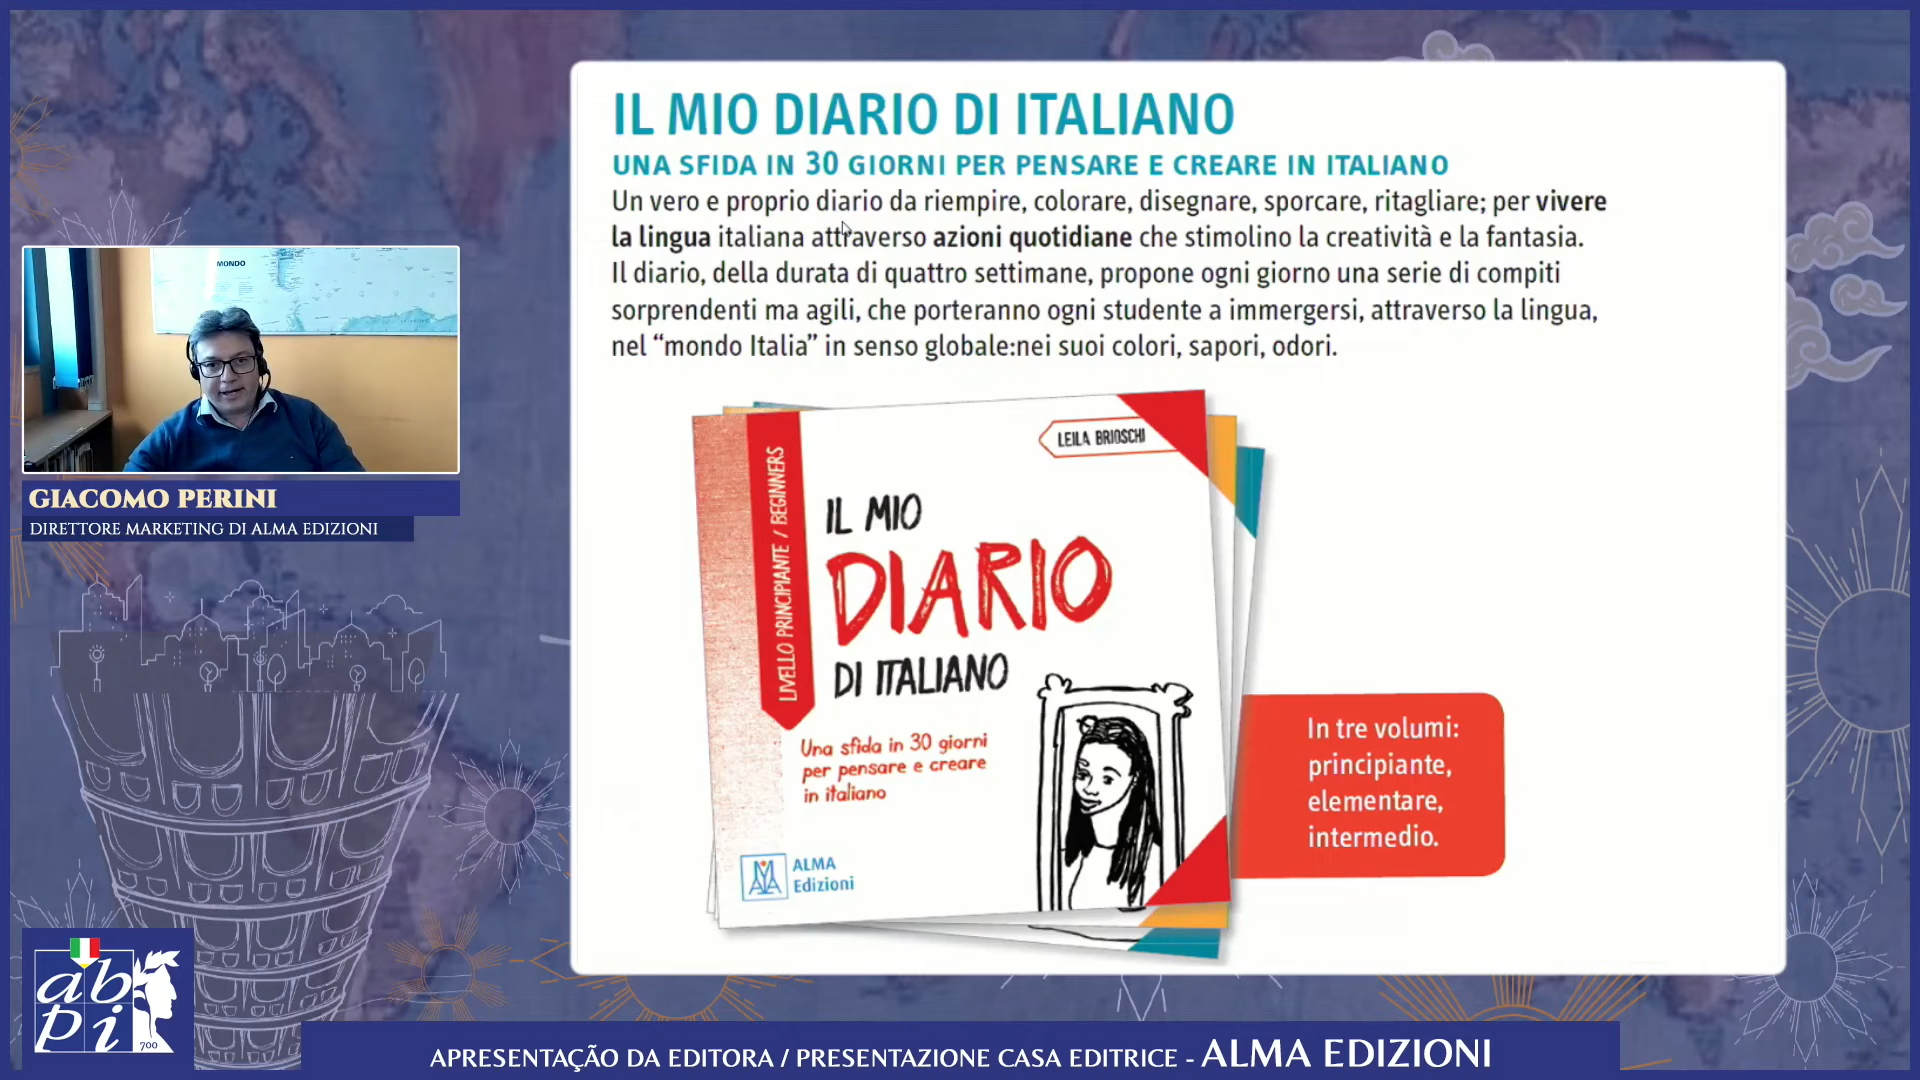 IL MIO DIARIO DI ITALIANO
UNA SFIDA IN 30 GIORNI PER PENSARE E CREARE IN ITALIANO
Un vero e proprio diario da riempire, colorare, disegnare, sporcare, ritagliare; per vivere
la lingua italiana attraverso azioni quotidiane che stimolino la creatività e la fantasia.
Il diario, della durata di quattro settimane, propone ogni giorno una serie di compiti
sorprendenti ma agili, che porteranno ogni studente a immergersi, attraverso la lingua,
nel “mondo Italia” in senso globale:nei suoi colori, sapori, odori.
MONDO
GIACOMO PERINI
DIRETTORE MARKETING DI ALMA EDIZIONI
LEILA BRIOSCHI
LIVELLO PRINCIPIANTE / BEGINNERS
IL MIO
DIARIO
DI ITALIANO
Una sfida in 30 giorni
per pensare e creare
in italiano
ALMA
Edizioni
In tre volumi:
principiante,
elementare,
intermedio.
ab
pi
700
APRESENTAÇÃO DA EDITORA / PRESENTAZIONE CASA EDITRICE - ALMA EDIZIONI